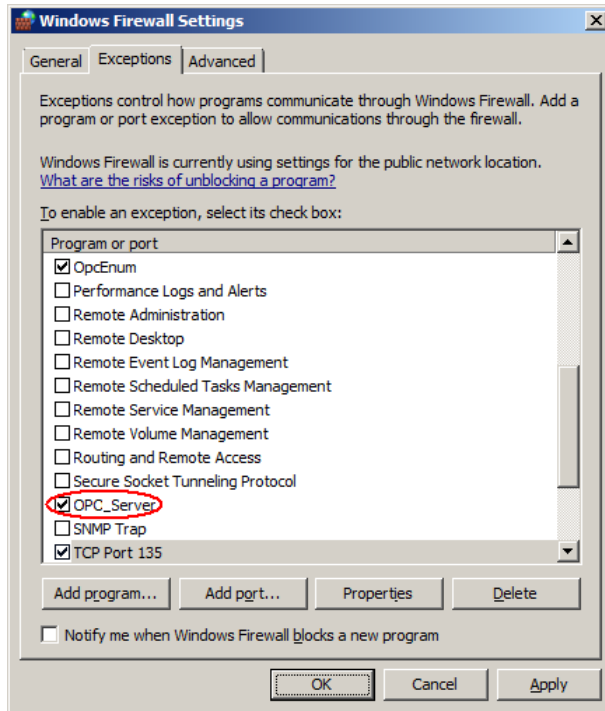 Windows Firewall Settings
General Exceptions Advanced
Exceptions control how programs communicate through Windows Firewall. Add a
program or port exception to allow communications through the firewall.
Windows Firewall is currently using settings for the public network location.
What are the risks of unblocking a program?
To enable an exception, select its check box:
Program or port
OpcEnum
Performance Logs and Alerts
Remote Administration
Remote Desktop
Remote Event Log Management
Remote Scheduled Tasks Management
Remote Service Management
Remote Volume Management
Routing and Remote Access
Secure Socket Tunneling Protocol
OPC_Server
SNMP Trap
TCP Port 135
Add program... Add port... Properties Delete
Notify me when Windows Firewall blocks a new program
OK Cancel Apply